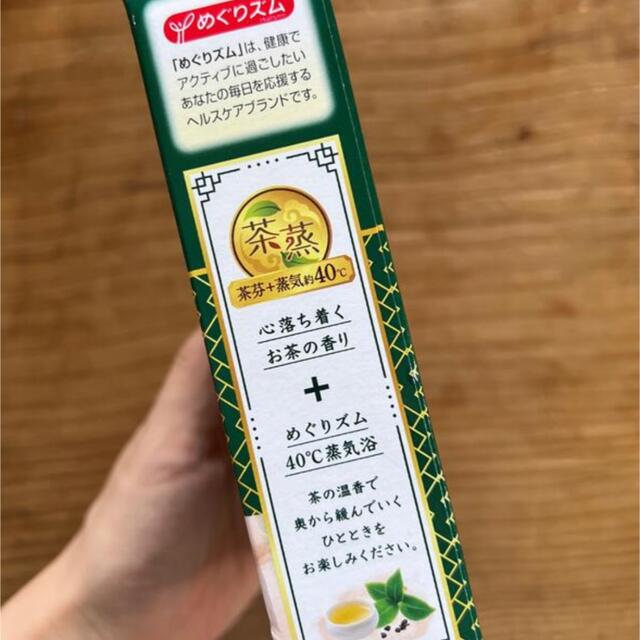 めぐりズム
「めぐりズム」は、健康で
アクティブに過ごしたい
あなたの毎日を応援する
ヘルスケアブランドです。
茶蒸
茶芬+蒸気約40℃
心落ち着く
お茶の香り
+
めぐりズム
40℃蒸気浴
茶の温香で
奥から緩んでいく
ひとときを
お楽しみください。